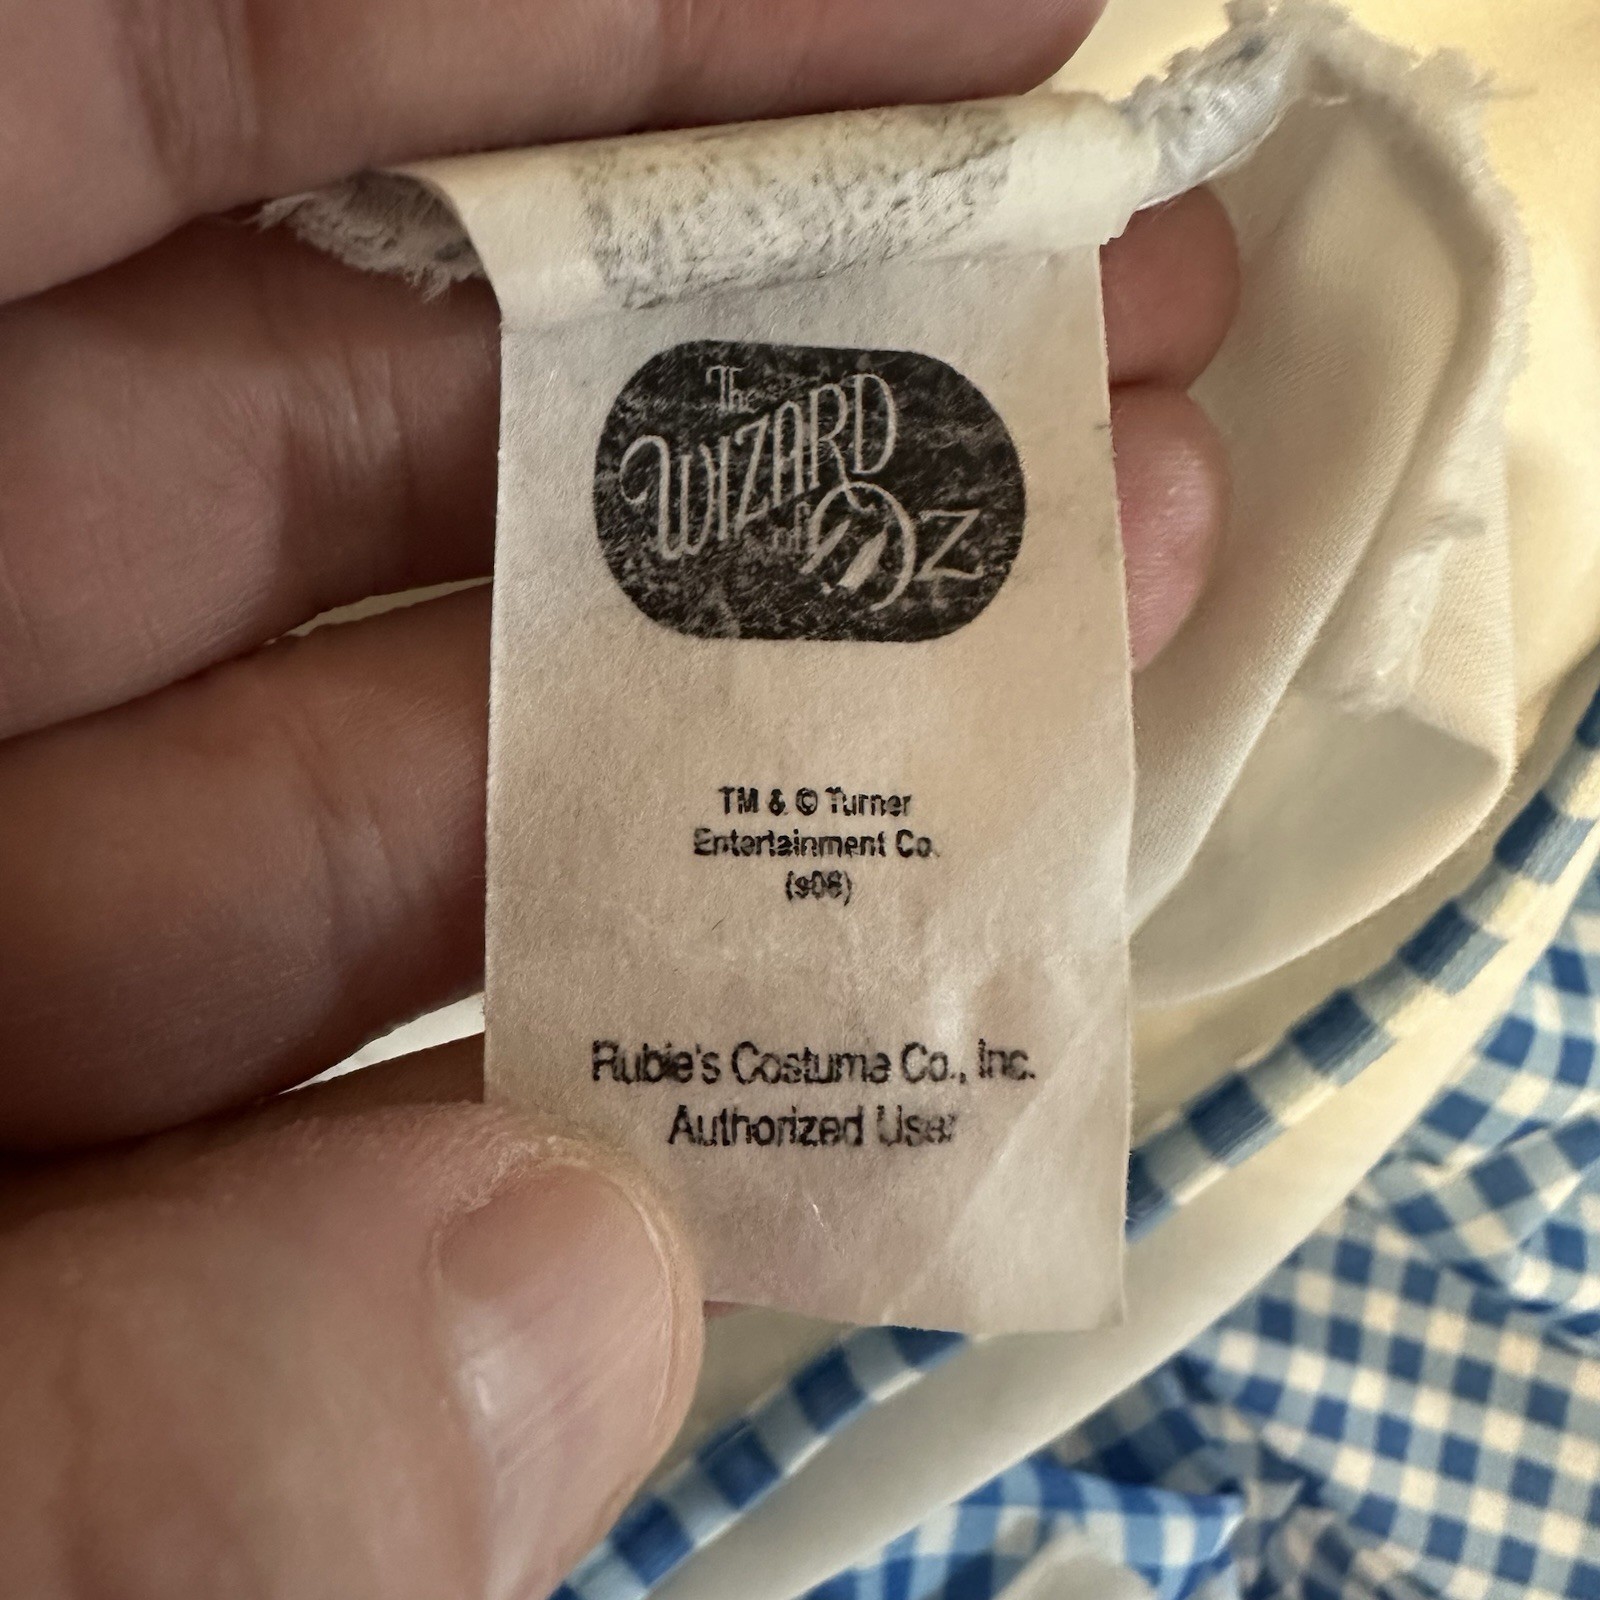 The
WIZARD
of OZ
TM & © Turner
Entertainment Co.
(s06)
Rubie's Costume Co., Inc.
Authorized User